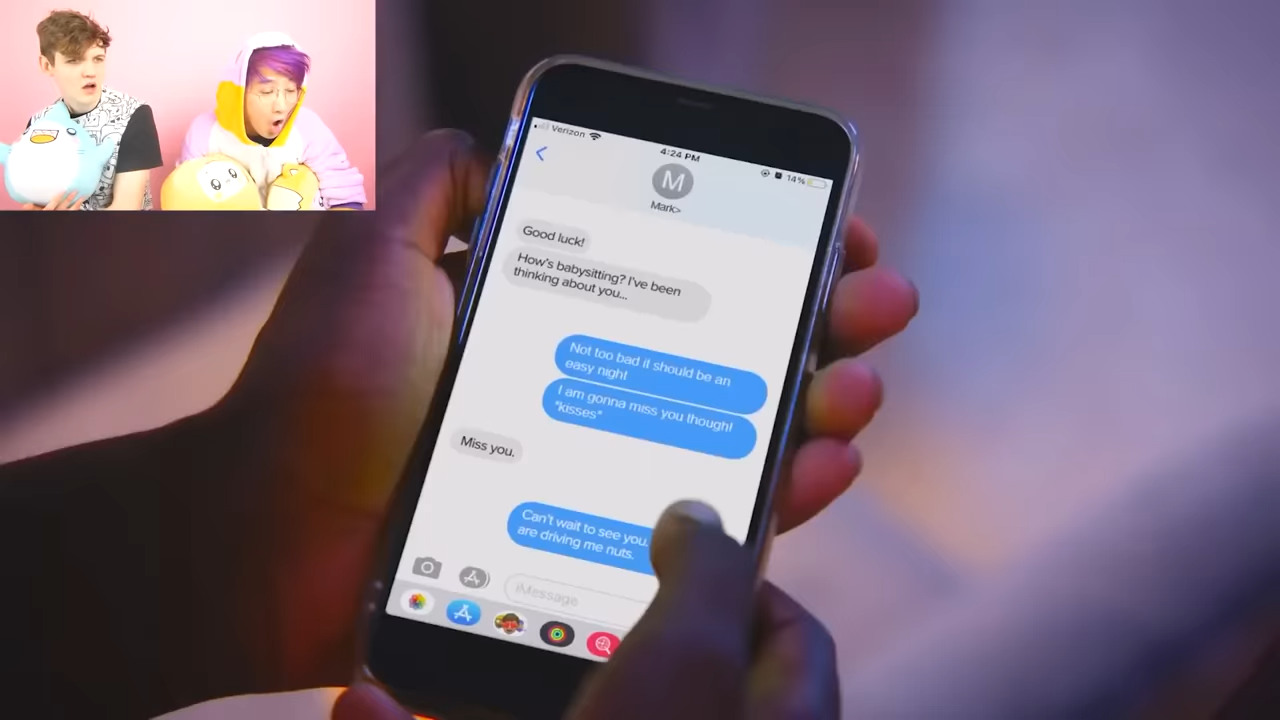 Verizon
4:24 PM
14%
M
Mark>
Good luck!
How's babysitting? I've been
thinking about you...
Not too bad it should be an
easy night
I am gonna miss you though!
*kisses*
Miss you.
Can't wait to see you,
are driving me nuts.
iMessage